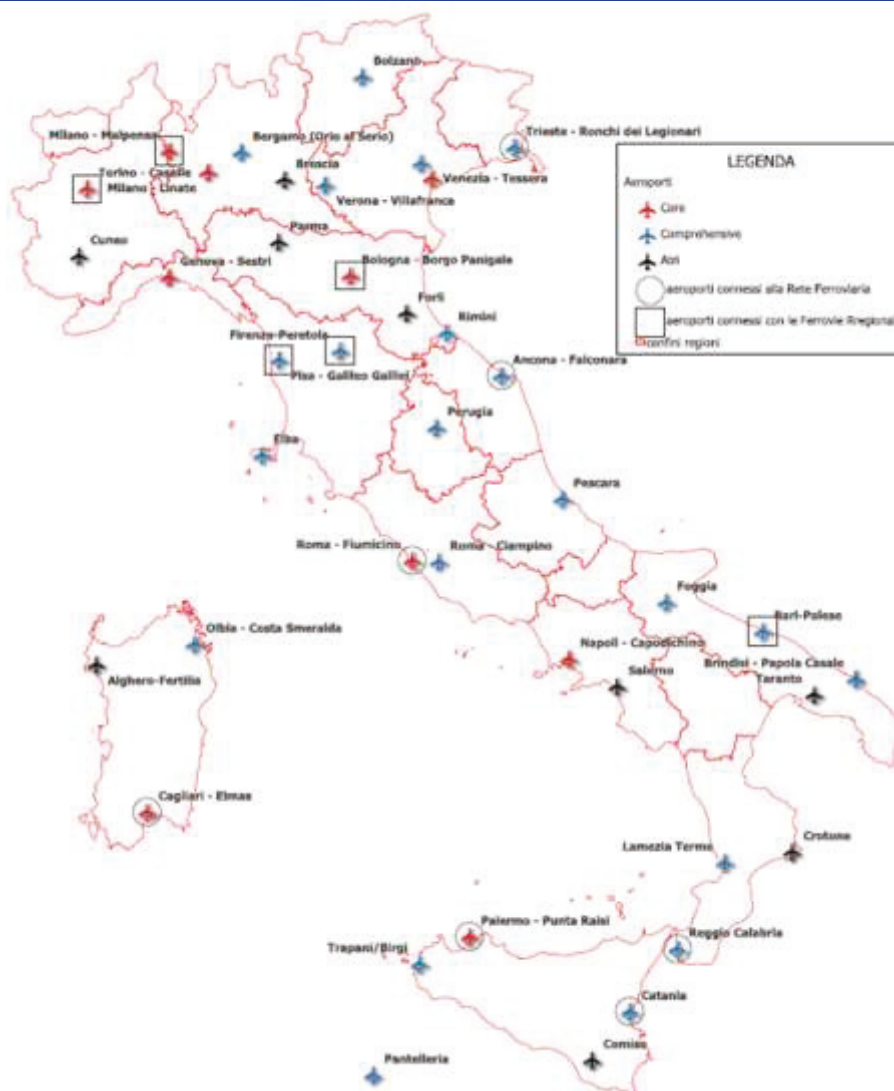 Bolzano
Trieste - Ronchi dei Legionari
Milano - Malpensa
Bergamo (Orio al Serio)
Torino - Caselle
Milano - Linate
Brescia
Venezia - Tessera
Verona - Villafranca
Cuneo
Parma
Genova - Sestri
Bologna - Borgo Panigale
Forlì
Rimini
Firenze-Peretola
Pisa - Galileo Galilei
Ancona - Falconara
Perugia
Elba
Pescara
Roma - Fiumicino
Roma - Ciampino
Foggia
Bari-Palese
Olbia - Costa Smeralda
Alghero-Fertilia
Napoli - Capodichino
Salerno
Brindisi - Papola Casale
Taranto
Cagliari - Elmas
Lamezia Terme
Crotone
Palermo - Punta Raisi
Reggio Calabria
Trapani/Birgi
Catania
Comiso
Pantelleria
LEGENDA
Aeroporti
Core
Comprehensive
Altri
aeroporti connessi alla Rete Ferroviaria
aeroporti connessi con le Ferrovie Rregionali
confini regioni